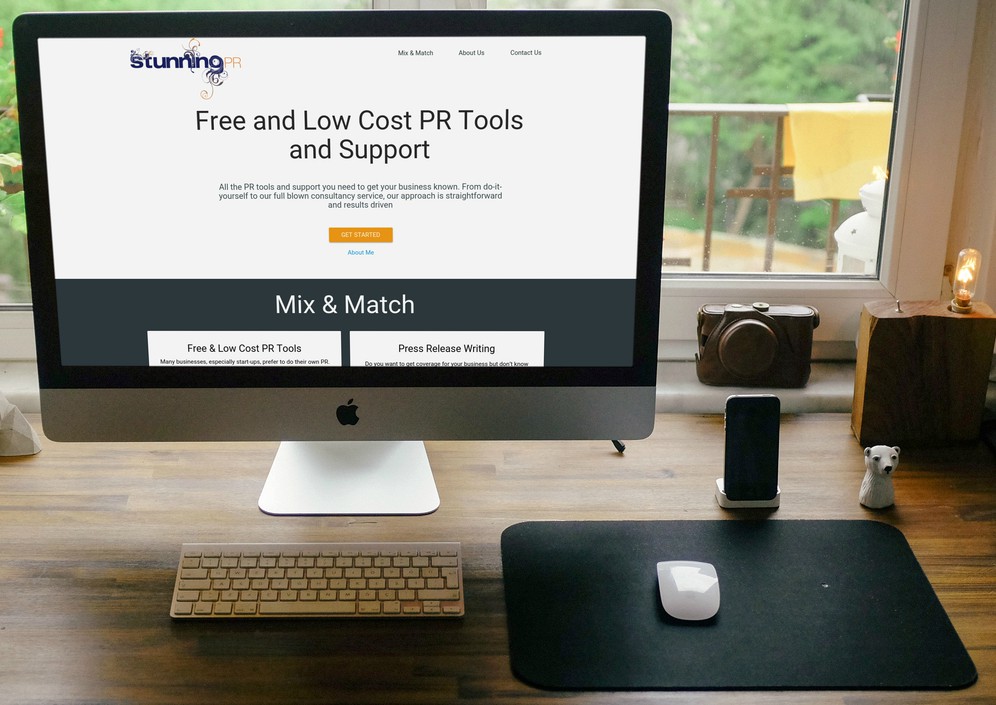 stunningPR
Mix & Match
About Us
Contact Us
Free and Low Cost PR Tools
and Support
All the PR tools and support you need to get your business known. From do-it-
yourself to our full blown consultancy service, our approach is straightforward
and results driven
GET STARTED
About Me
Mix & Match
Free & Low Cost PR Tools
Many businesses, especially start-ups, prefer to do their own PR.
Press Release Writing
Do you want to get coverage for your business but don't know